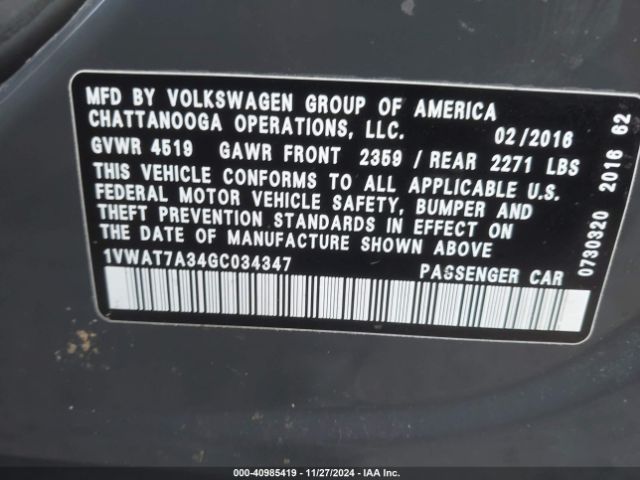 MFD BY VOLKSWAGEN GROUP OF AMERICA
CHATTANOOGA OPERATIONS, LLC. 02/2016
GVWR 4519 GAWR FRONT 2359 / REAR 2271 LBS
THIS VEHICLE CONFORMS TO ALL APPLICABLE U.S.
FEDERAL MOTOR VEHICLE SAFETY, BUMPER AND
THEFT PREVENTION STANDARDS IN EFFECT ON
THE DATE OF MANUFACTURE SHOWN ABOVE.
1VWAT7A34GC034347 PASSENGER CAR
0730320 2016 62
000-40985419 - 11/27/2024 - IAA Inc.